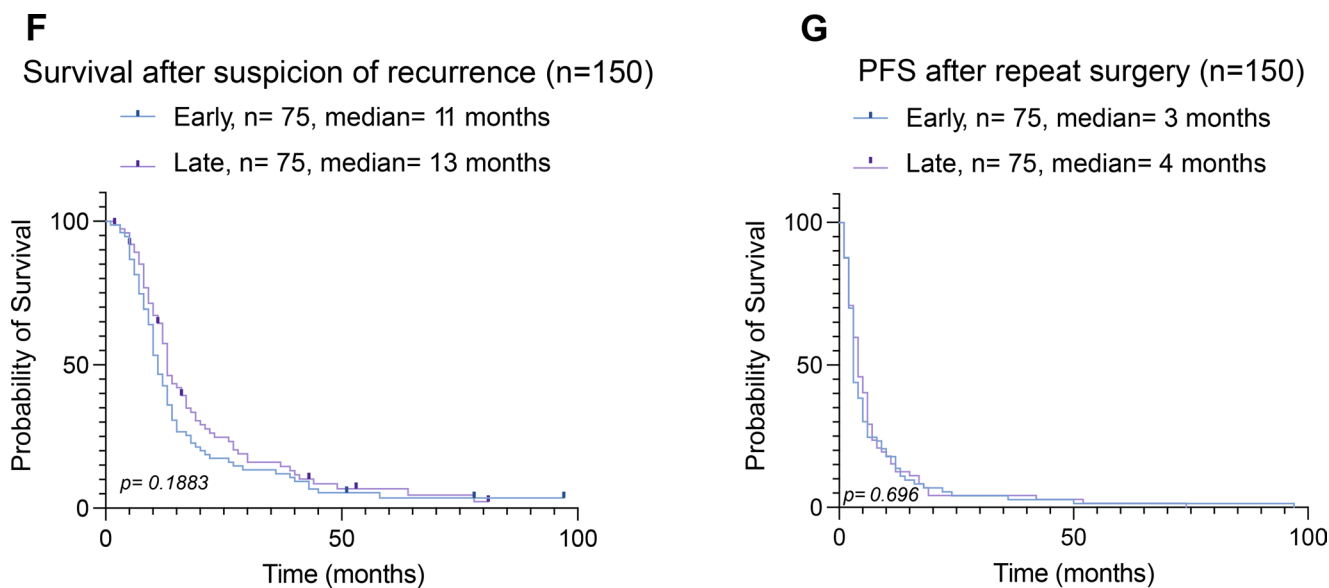 F
Survival after suspicion of recurrence (n=150)
Early, n= 75, median= 11 months
Late, n= 75, median= 13 months
Probability of Survival
100
50
0
p= 0.1883
0
50
100
Time (months)
G
PFS after repeat surgery (n=150)
Early, n= 75, median= 3 months
Late, n= 75, median= 4 months
Probability of Survival
100
50
0
p= 0.696
0
50
100
Time (months)